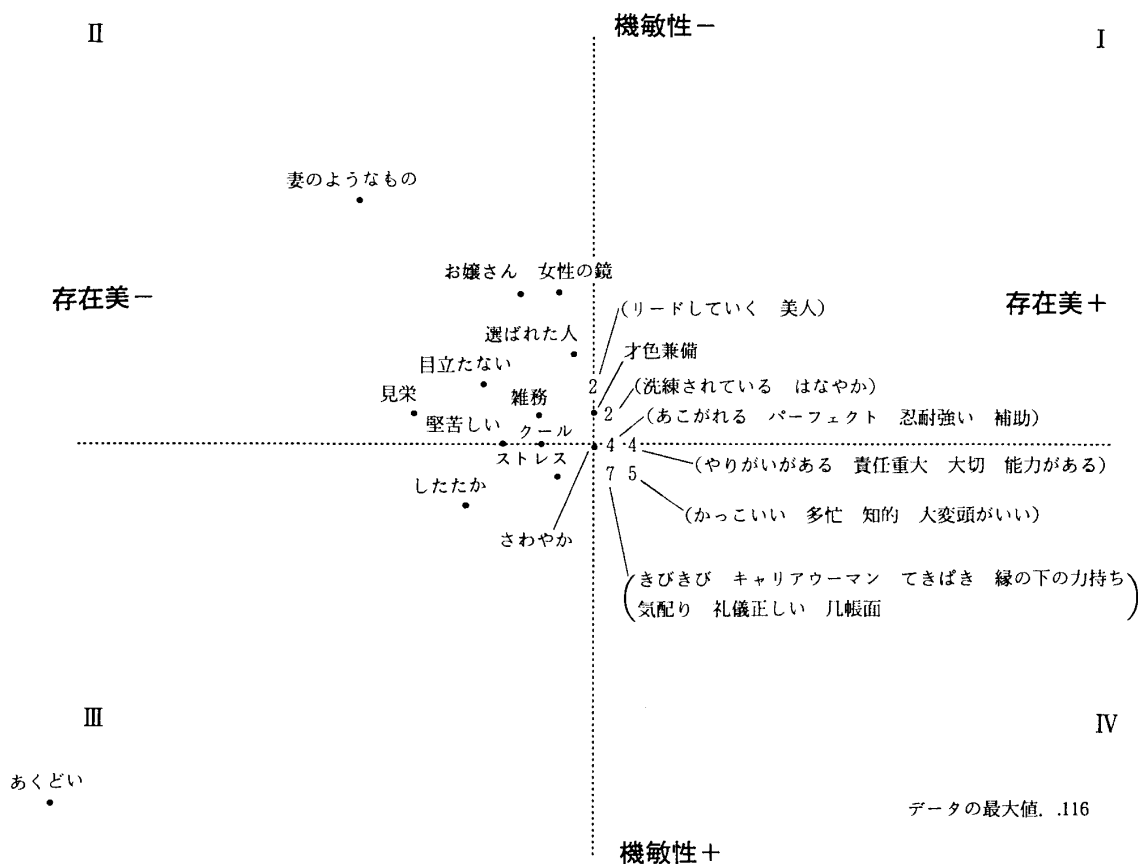 II
機敏性－
I
妻のようなもの
お嬢さん 女性の鏡
存在美－
存在美＋
(リードしていく 美人)
選ばれた人
才色兼備
目立たない
2
(洗練されている はなやか)
見栄
雑務
2
(あこがれる パーフェクト 忍耐強い 補助)
堅苦しい
クール
4 4
ストレス
(やりがいがある 責任重大 大切 能力がある)
したたか
7 5
(かっこいい 多忙 知的 大変頭がいい)
さわやか
(きびきび キャリアウーマン てきぱき 縁の下の力持ち
気配り 礼儀正しい 几帳面)
III
IV
あくどい
データの最大値. .116
機敏性＋